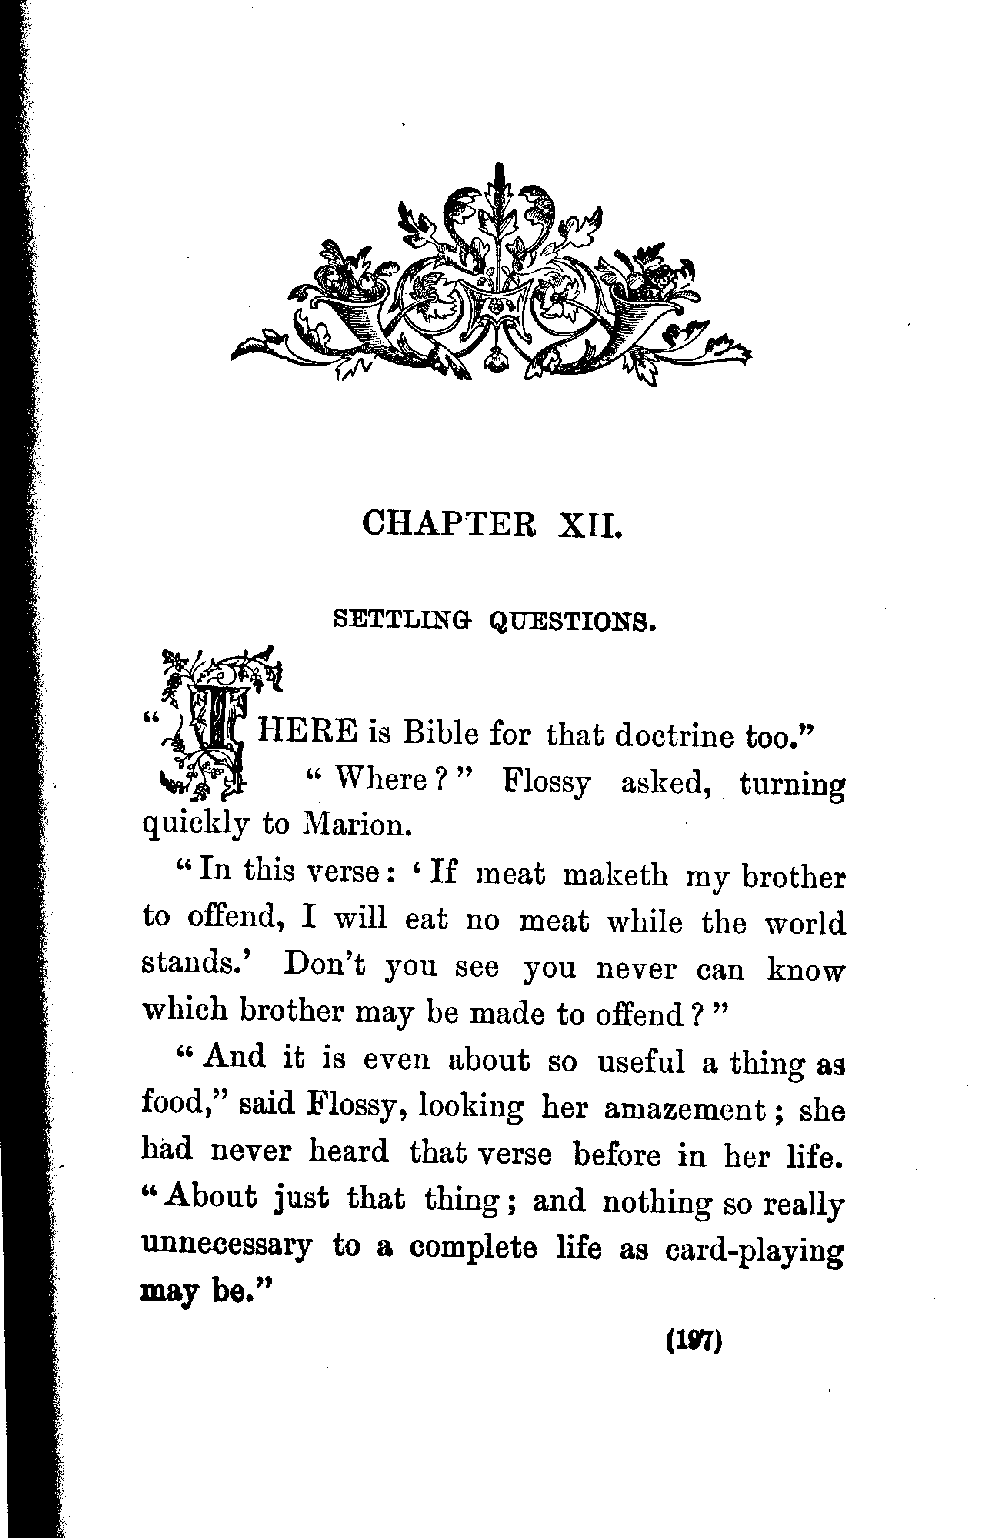 CHAPTER XII.
SETTLING QUESTIONS.
"THERE is Bible for that doctrine too."
"Where?" Flossy asked, turning
quickly to Marion.
"In this verse: 'If meat maketh my brother
to offend, I will eat no meat while the world
stands.' Don't you see you never can know
which brother may be made to offend?"
"And it is even about so useful a thing as
food," said Flossy, looking her amazement; she
had never heard that verse before in her life.
"About just that thing; and nothing so really
unnecessary to a complete life as card-playing
may be."
(197)